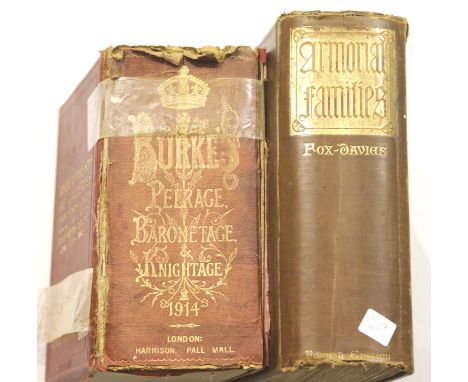 BURKE'S
PEERAGE,
BARONETAGE,
&
KNIGHTAGE
1914
LONDON:
HARRISON, PALL MALL.
Armorial
Families
FOX-DAVIES